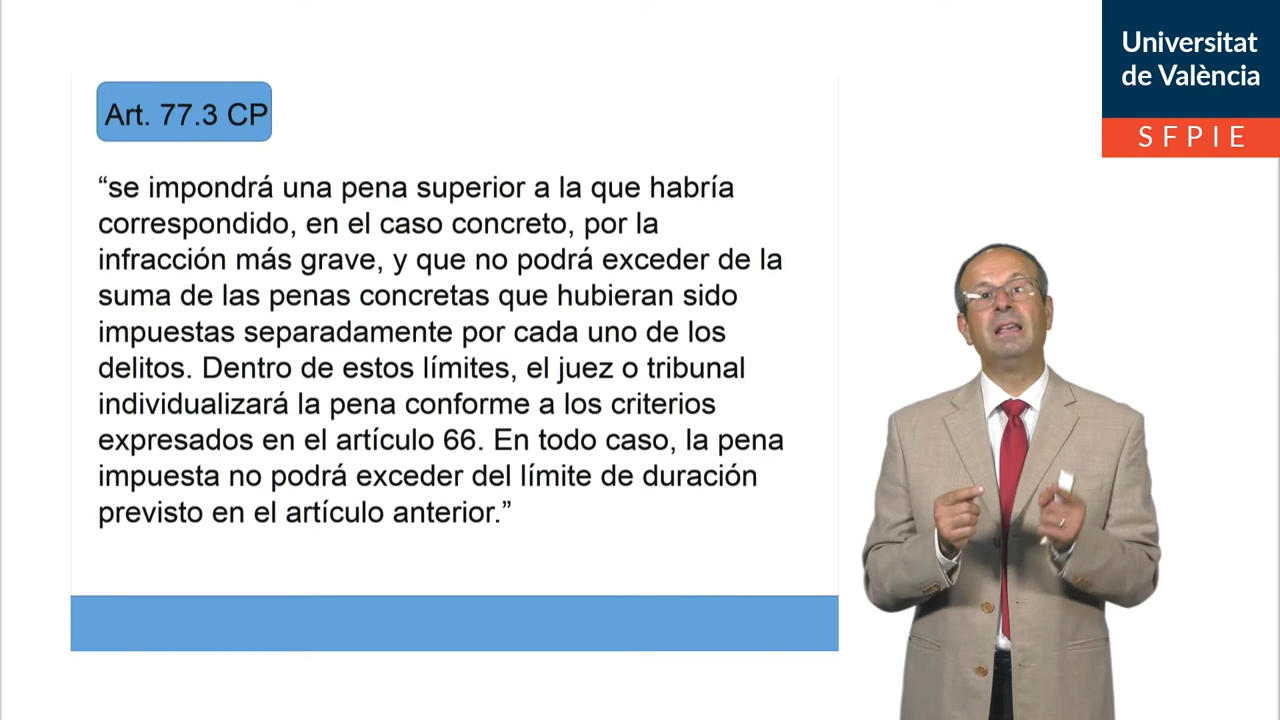 Universitat
de València
SFPIE
Art. 77.3 CP
“se impondrá una pena superior a la que habría
correspondido, en el caso concreto, por la
infracción más grave, y que no podrá exceder de la
suma de las penas concretas que hubieran sido
impuestas separadamente por cada uno de los
delitos. Dentro de estos límites, el juez o tribunal
individualizará la pena conforme a los criterios
expresados en el artículo 66. En todo caso, la pena
impuesta no podrá exceder del límite de duración
previsto en el artículo anterior.”